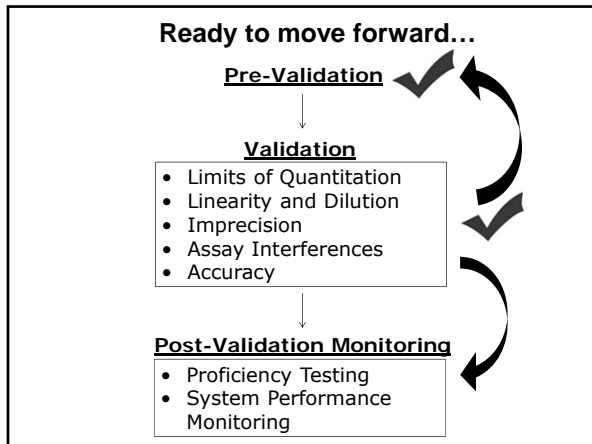 Ready to move forward…
Pre-Validation
Validation
• Limits of Quantitation
• Linearity and Dilution
• Imprecision
• Assay Interferences
• Accuracy
Post-Validation Monitoring
• Proficiency Testing
• System Performance
Monitoring